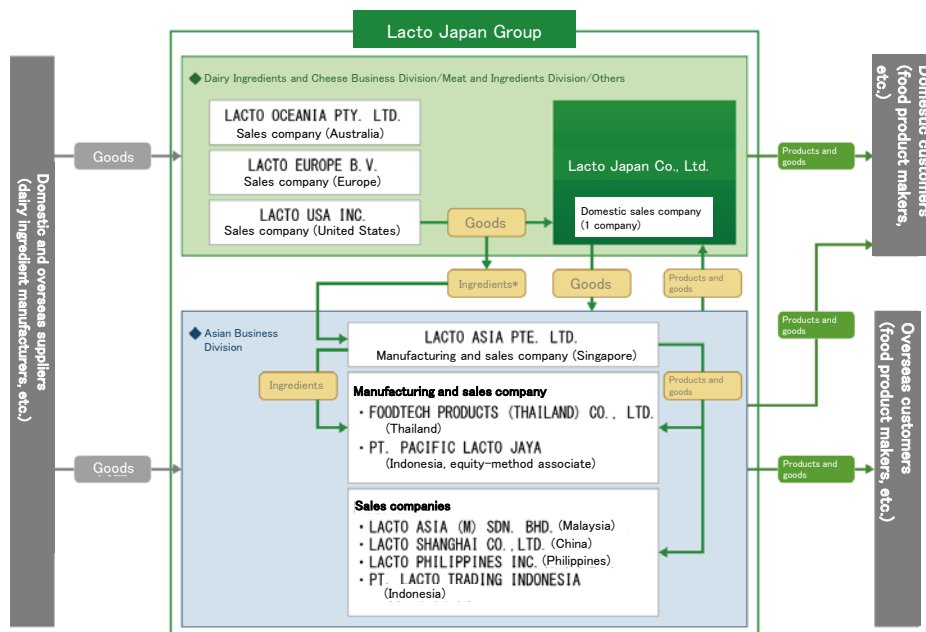 Lacto Japan Group
Domestic and overseas suppliers
(dairy ingredient manufacturers, etc.)
Goods
Goods
◆ Dairy Ingredients and Cheese Business Division/Meat and Ingredients Division/Others
LACTO OCEANIA PTY. LTD.
Sales company (Australia)
LACTO EUROPE B.V.
Sales company (Europe)
LACTO USA INC.
Sales company (United States)
Goods
Lacto Japan Co., Ltd.
Domestic sales company
(1 company)
Ingredients*
Goods
Products and
goods
◆ Asian Business
Division
LACTO ASIA PTE. LTD.
Manufacturing and sales company (Singapore)
Ingredients
Products and
goods
Manufacturing and sales company
・FOODTECH PRODUCTS (THAILAND) CO., LTD.
(Thailand)
・PT. PACIFIC LACTO JAYA
(Indonesia, equity-method associate)
Sales companies
・LACTO ASIA (M) SDN. BHD. (Malaysia)
・LACTO SHANGHAI CO.,LTD. (China)
・LACTO PHILIPPINES INC. (Philippines)
・PT. LACTO TRADING INDONESIA
(Indonesia)
Products and
goods
Products and
goods
Products and
goods
Domestic customers
(food product makers,
etc.)
Overseas customers
(food product makers, etc.)